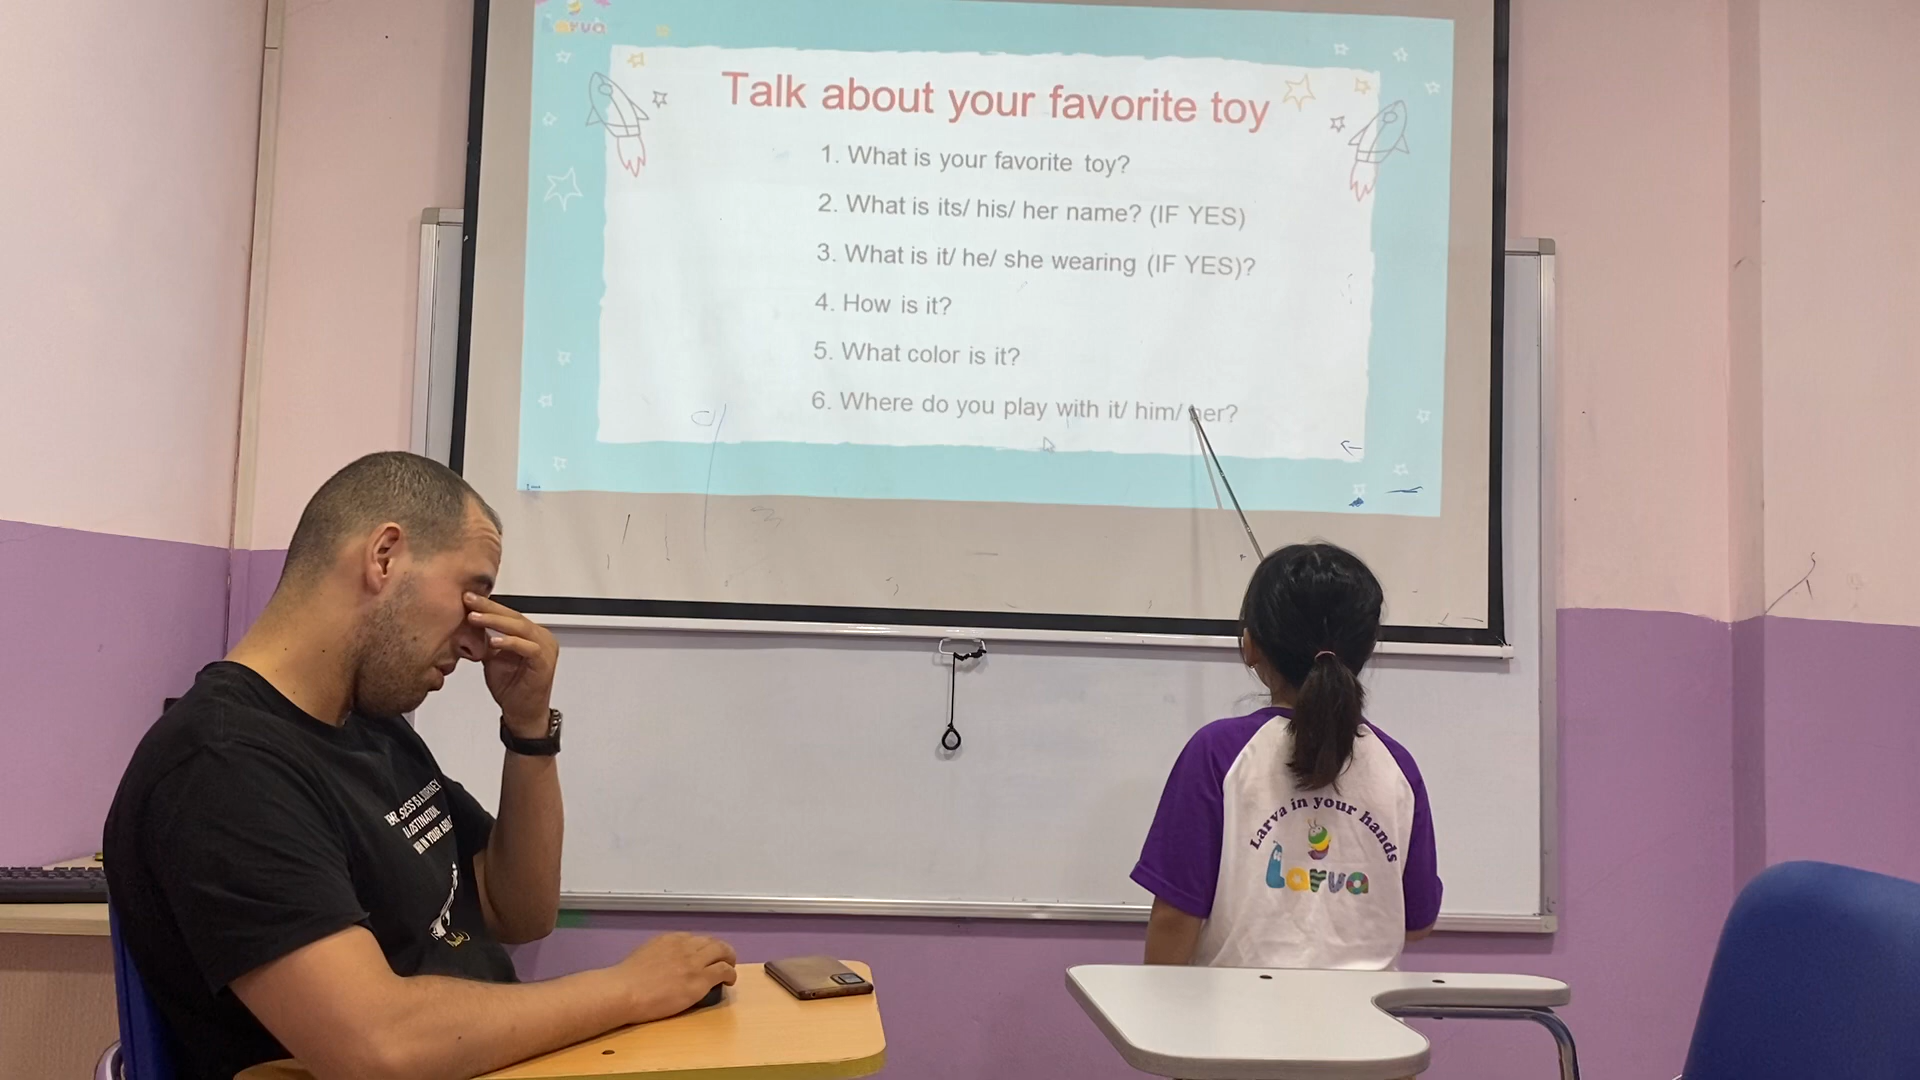 Larva
Talk about your favorite toy
1. What is your favorite toy?
2. What is its/ his/ her name? (IF YES)
3. What is it/ he/ she wearing (IF YES)?
4. How is it?
5. What color is it?
6. Where do you play with it/ him/ her?
IN YOUR
Larva in your hands
Larva